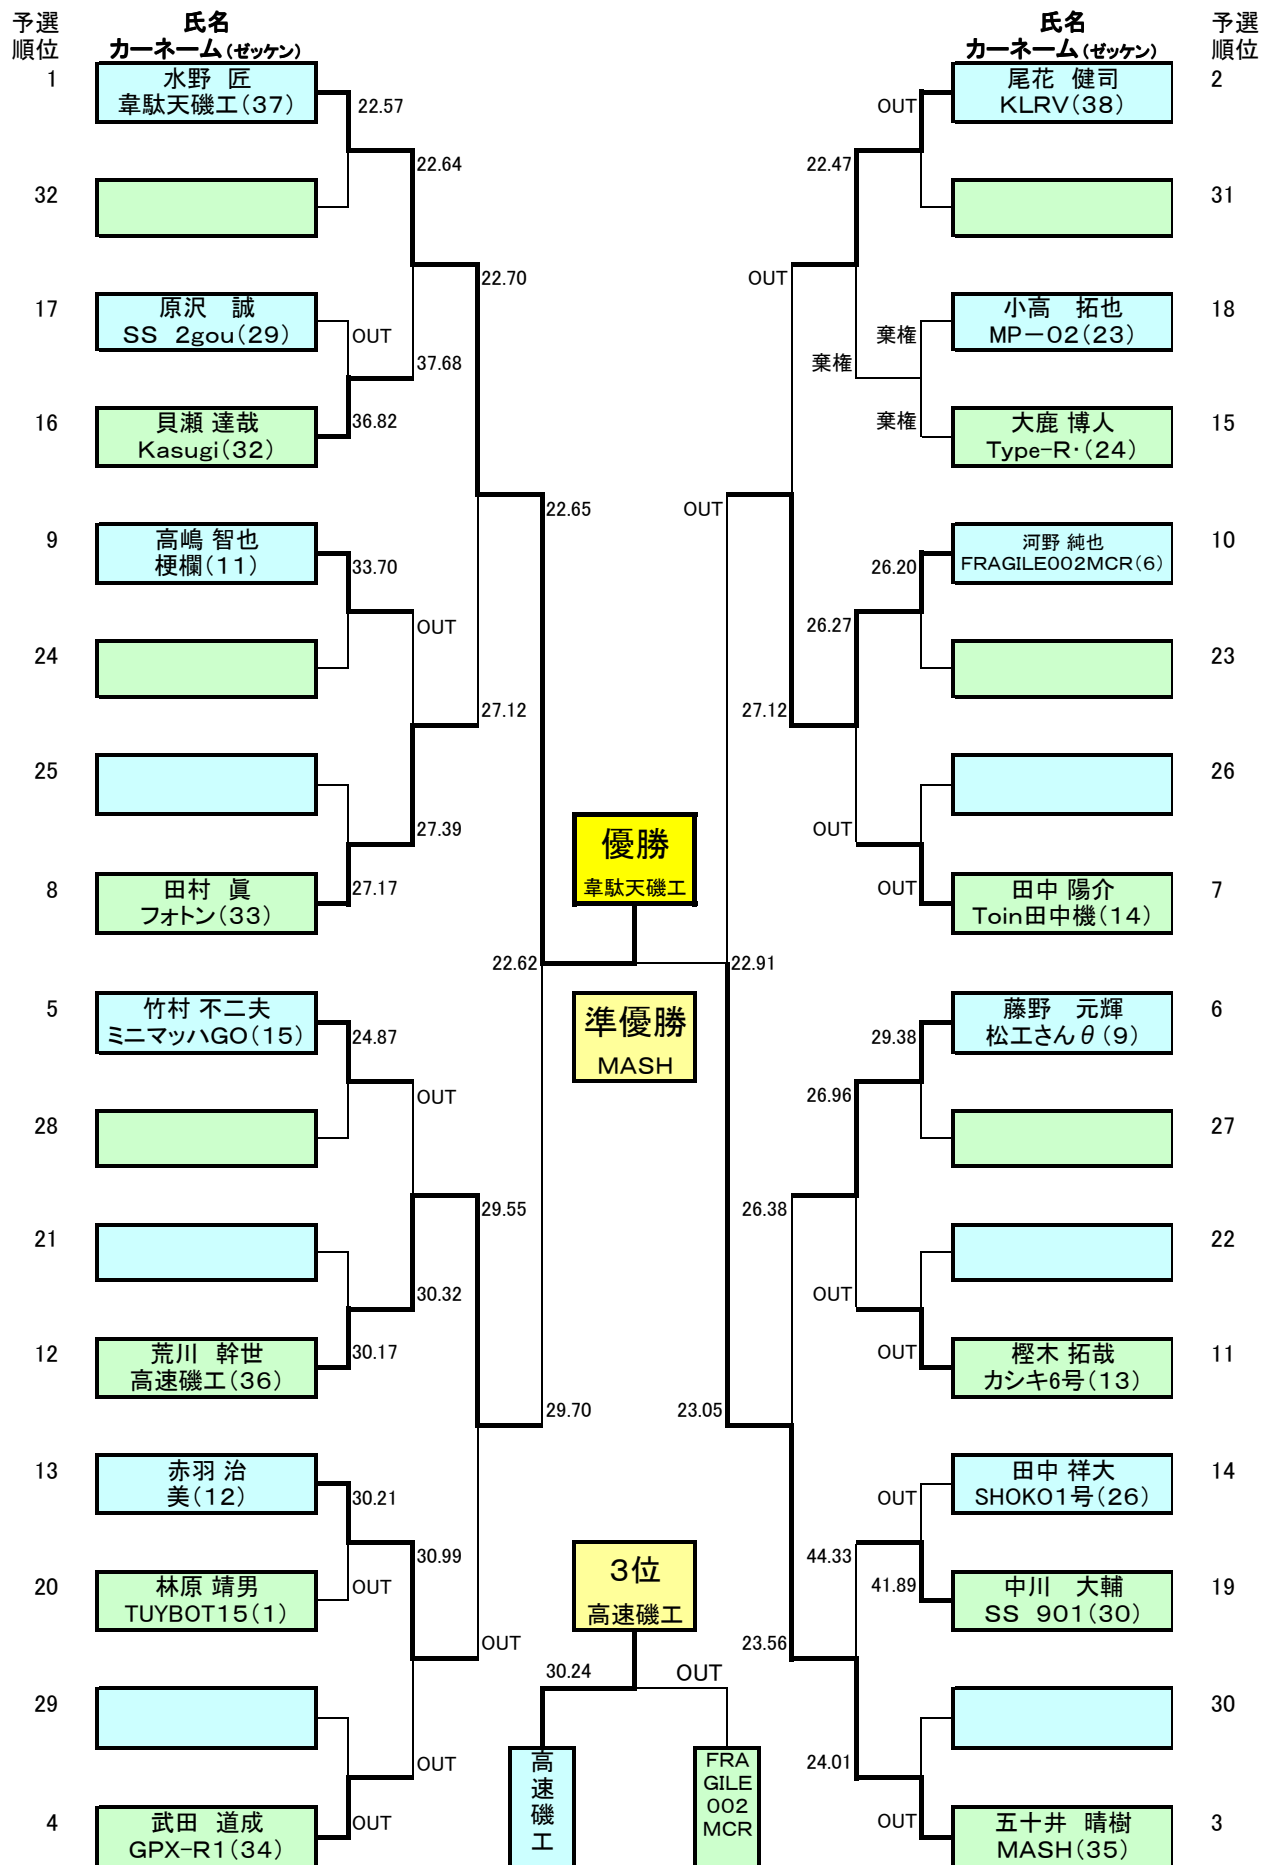 予選
順位
氏名
カーネーム(ゼッケン)
氏名
カーネーム(ゼッケン)
予選
順位
1
水野 匠
韋駄天磯工(37)
22.57
22.64
32
17
原沢 誠
SS 2gou(29)
OUT
37.68
22.70
16
貝瀬 達哉
Kasugi(32)
36.82
9
高嶋 智也
梗欄(11)
33.70
OUT
22.65
24
27.12
25
27.39
8
田村 眞
フォトン(33)
27.17
22.62
5
竹村 不二夫
ミニマッハGO(15)
24.87
OUT
28
29.55
21
30.32
12
荒川 幹世
高速磯工(36)
30.17
29.70
13
赤羽 治
美(12)
30.21
30.99
20
林原 靖男
TUYBOT15(1)
OUT
OUT
29
OUT
4
武田 道成
GPX-R1(34)
OUT
優勝
韋駄天磯工
準優勝
MASH
3位
高速磯工
30.24
OUT
高
速
磯
工
FRA
GILE
002
MCR
2
尾花 健司
KLRV(38)
OUT
22.47
31
OUT
18
小高 拓也
MP-02(23)
棄権
棄権
15
大鹿 博人
Type-R・(24)
棄権
OUT
10
河野 純也
FRAGILE002MCR(6)
26.20
26.27
23
27.12
26
OUT
7
田中 陽介
Toin田中機(14)
OUT
22.91
6
藤野 元輝
松工さんθ(9)
29.38
26.96
27
26.38
22
OUT
11
樫木 拓哉
カシキ6号(13)
OUT
23.05
14
田中 祥大
SHOKO1号(26)
OUT
44.33
19
中川 大輔
SS 901(30)
41.89
23.56
30
24.01
3
五十井 晴樹
MASH(35)
OUT